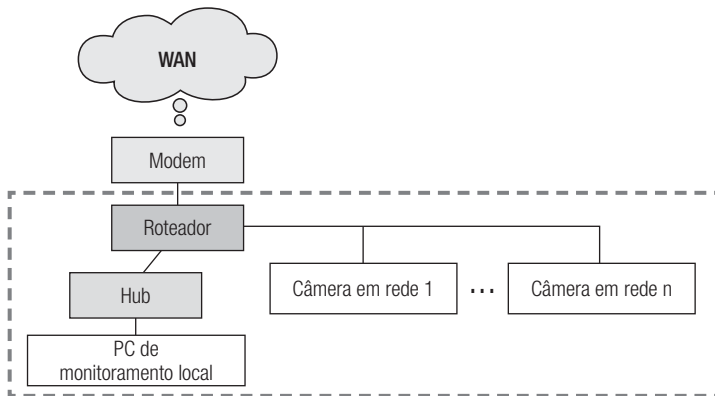 WAN
Modem
Roteador
Hub
Câmera em rede 1
...
Câmera em rede n
PC de
monitoramento local